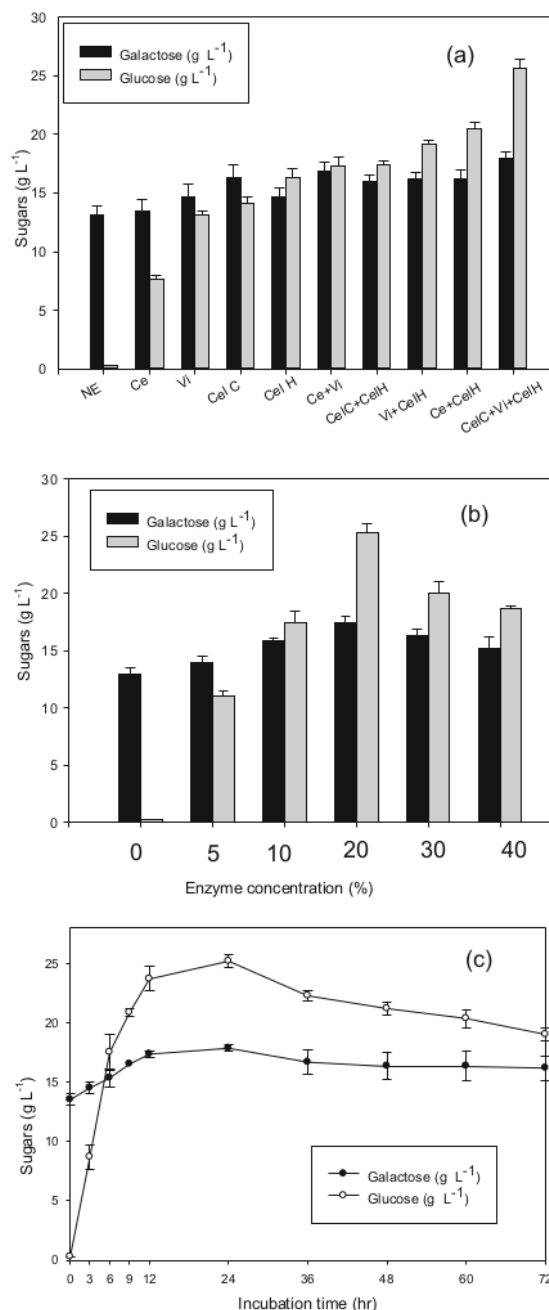 30
Galactose (g L⁻¹)
(a)
Glucose (g L⁻¹)
25
20
15
10
5
0
Sugars (g L⁻¹)
NE
Ce
Vi
Cel C
Cel H
Ce+Vi
CelC+CelH
Vi+CelH
Ce+CelH
CelC+Vi+CelH
30
(b)
Galactose (g L⁻¹)
Glucose (g L⁻¹)
25
20
15
10
5
0
Sugars (g L⁻¹)
0 5 10 20 30 40
Enzyme concentration (%)
(c)
25
20
15
10
5
0
Sugars (g L⁻¹)
Galactose (g L⁻¹)
Glucose (g L⁻¹)
0 3 6 9 12 24 36 48 60 72
Incubation time (hr)